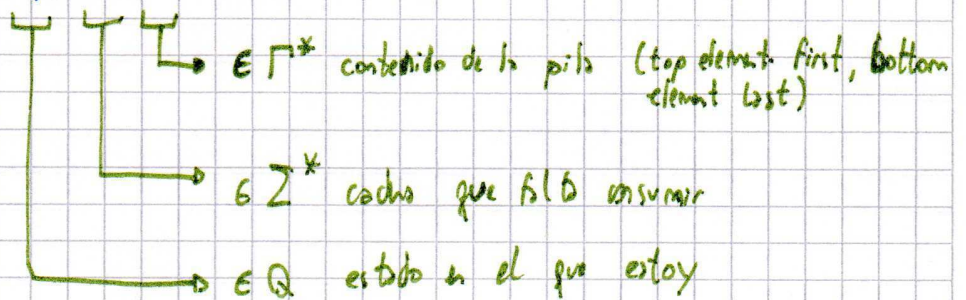 ∈ Γ* contenido de la pila (top element first, bottom
element last)
∈ Σ* cacho que falta consumir
∈ Q estado en el que estoy